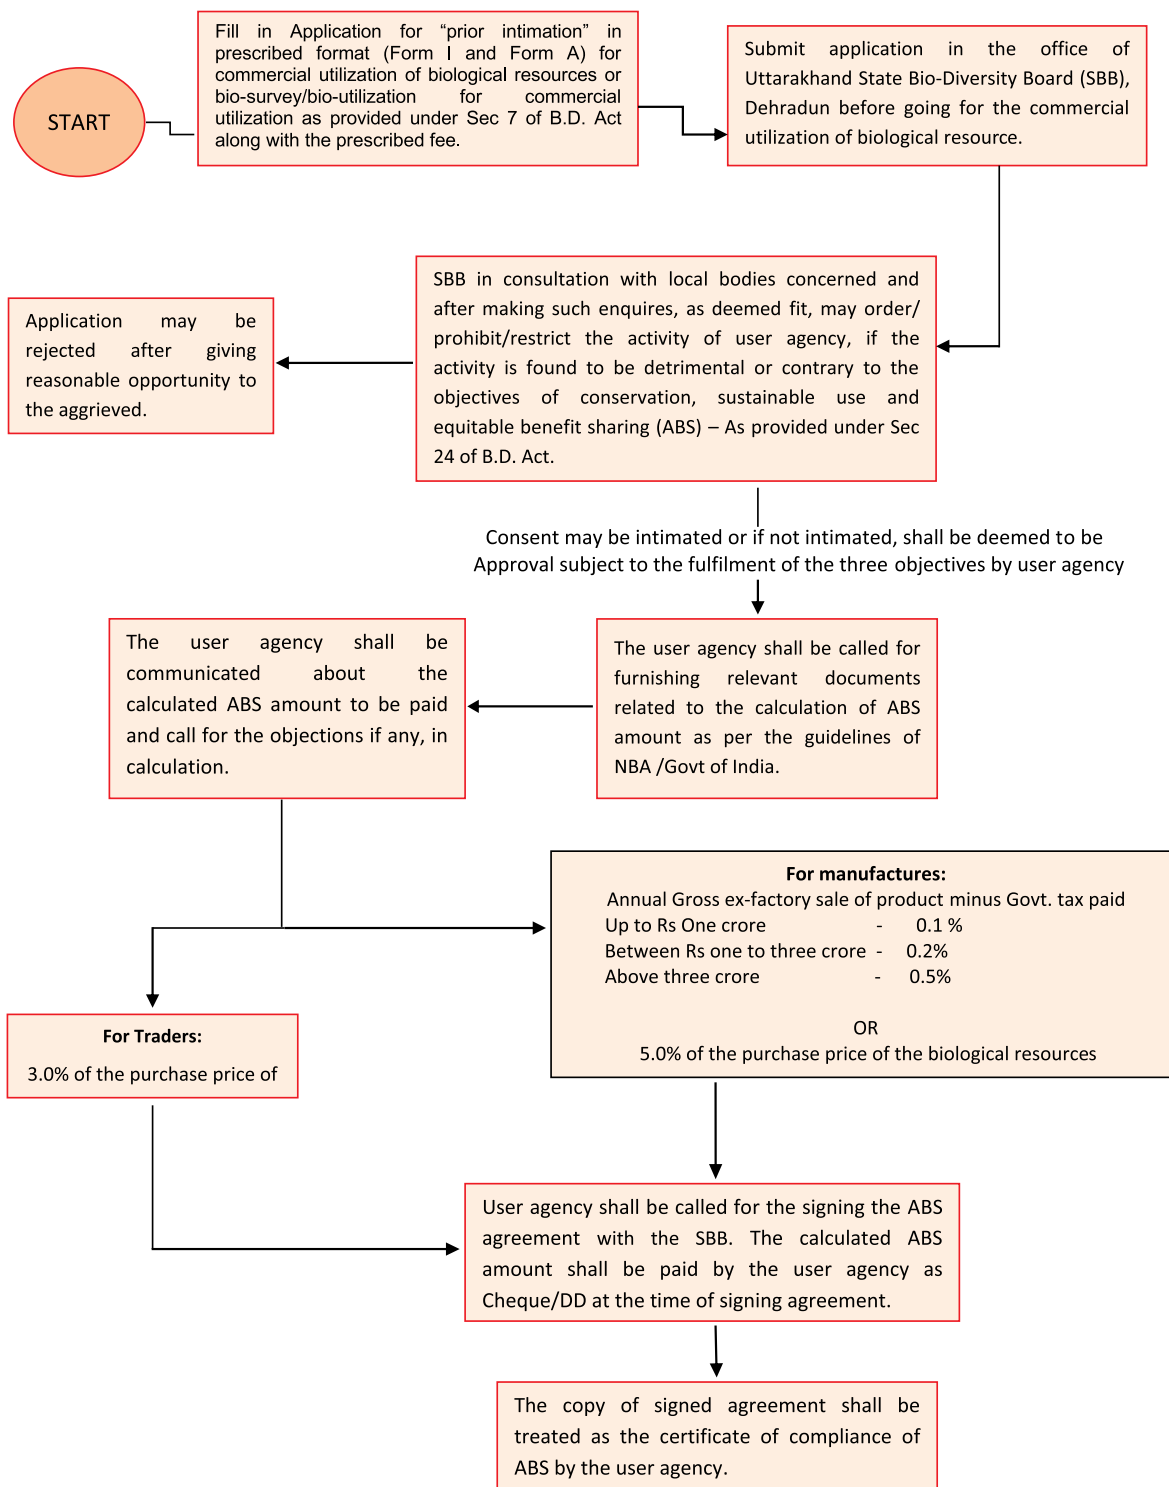 START
Fill in Application for “prior intimation” in
prescribed format (Form I and Form A) for
commercial utilization of biological resources or
bio-survey/bio-utilization for commercial
utilization as provided under Sec 7 of B.D. Act
along with the prescribed fee.
Submit application in the office of
Uttarakhand State Bio-Diversity Board (SBB),
Dehradun before going for the commercial
utilization of biological resource.
SBB in consultation with local bodies concerned and
after making such enquires, as deemed fit, may order/
prohibit/restrict the activity of user agency, if the
activity is found to be detrimental or contrary to the
objectives of conservation, sustainable use and
equitable benefit sharing (ABS) – As provided under Sec
24 of B.D. Act.
Application may be
rejected after giving
reasonable opportunity to
the aggrieved.
Consent may be intimated or if not intimated, shall be deemed to be
Approval subject to the fulfilment of the three objectives by user agency
The user agency shall be called for
furnishing relevant documents
related to the calculation of ABS
amount as per the guidelines of
NBA /Govt of India.
The user agency shall be
communicated about the
calculated ABS amount to be paid
and call for the objections if any, in
calculation.
For manufactures:
Annual Gross ex-factory sale of product minus Govt. tax paid
Up to Rs One crore - 0.1 %
Between Rs one to three crore - 0.2%
Above three crore - 0.5%
OR
5.0% of the purchase price of the biological resources
For Traders:
3.0% of the purchase price of
User agency shall be called for the signing the ABS
agreement with the SBB. The calculated ABS
amount shall be paid by the user agency as
Cheque/DD at the time of signing agreement.
The copy of signed agreement shall be
treated as the certificate of compliance of
ABS by the user agency.